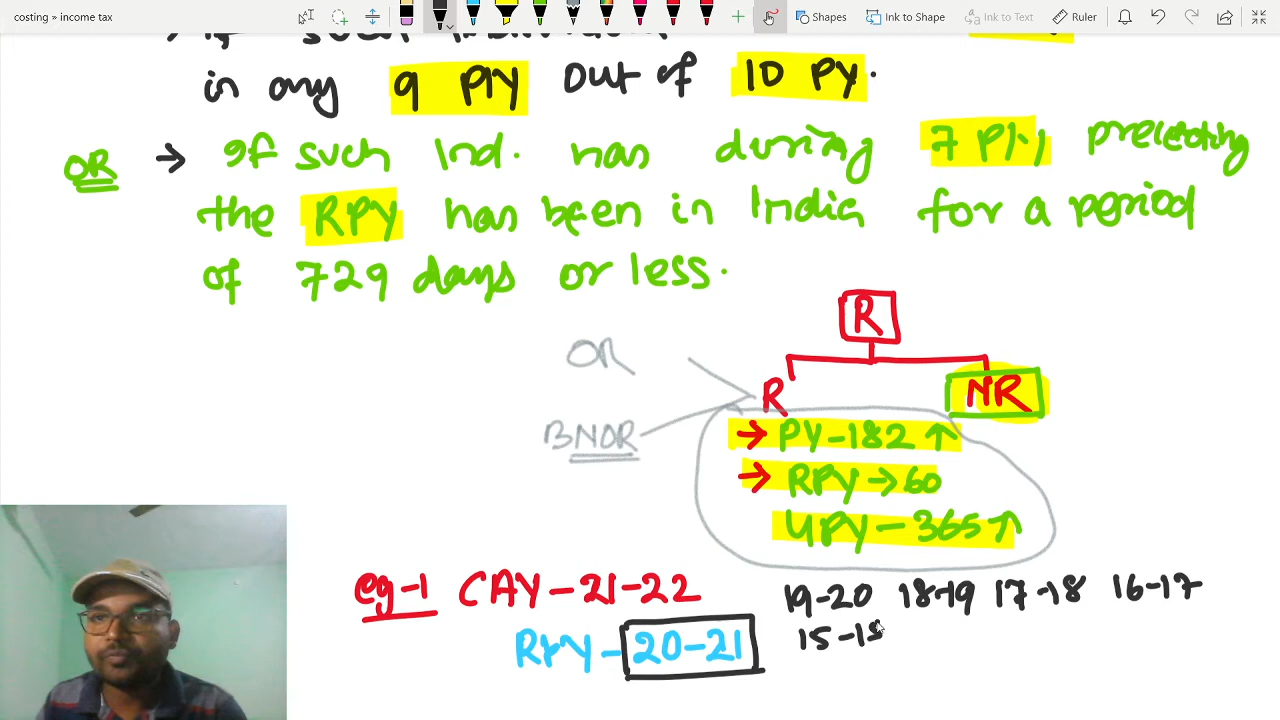 costing » income tax
Shapes Ink to Shape Ink to Text Ruler
in any 9 PIY out of 10 PY.
OR → If such Ind. has during 7 P.Y. preceding
the RPY has been in India for a period
of 729 days or less.
R
OR
R NR
BNOR
→ PY-182↑
→ RPY→60
4PY-365↑
eg-1 CAY-21-22
19-20 18-19 17-18 16-17
RPY-20-21
15-1